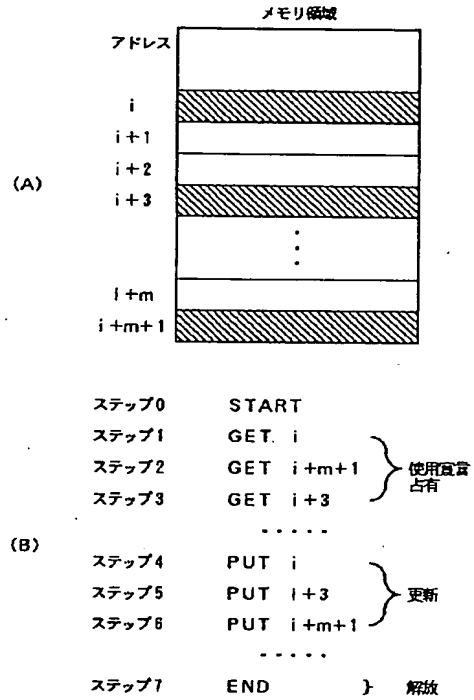 メモリ領域
アドレス
i
i+1
i+2
(A)
i+3
i+m
i+m+1
ステップ0 START
ステップ1 GET. i
ステップ2 GET i+m+1
ステップ3 GET i+3
使用宣言
占有
(B)
ステップ4 PUT i
ステップ5 PUT i+3
ステップ6 PUT i+m+1
更新
ステップ7 END } 解放